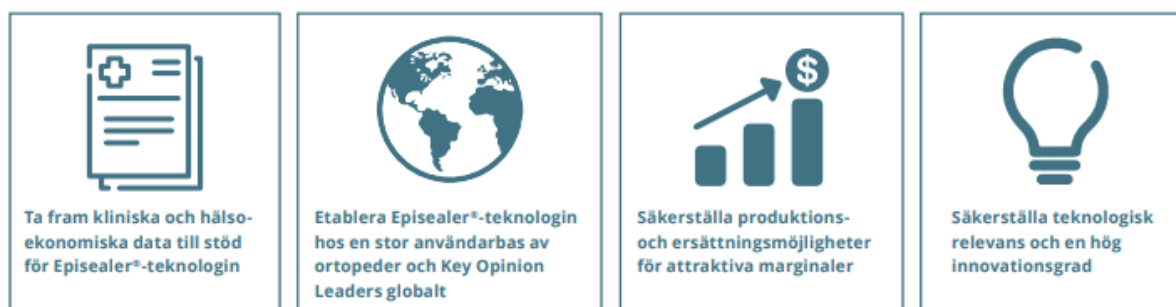 $
Ta fram kliniska och hälso-
ekonomiska data till stöd
för Episealer®-teknologin
Etablera Episealer®-teknologin
hos en stor användarbas av
ortopeder och Key Opinion
Leaders globalt
Säkerställa produktions-
och ersättningsmöjligheter
för attraktiva marginaler
Säkerställa teknologisk
relevans och en hög
innovationsgrad